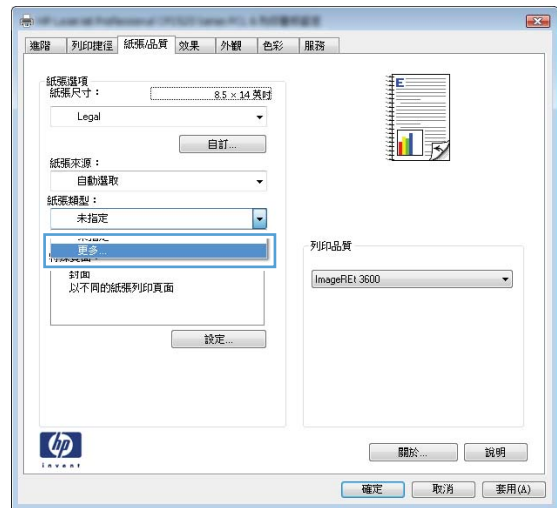 進階 列印捷徑 紙張/品質 效果 外觀 色彩 服務
紙張選項
紙張尺寸： 8.5 × 14 英吋
Legal
自訂...
紙張來源：
自動選取
紙張類型：
未指定
更多...
封面
以不同的紙張列印頁面
設定...
E
列印品質
ImageREt 3600
hp
invent
關於... 說明
確定 取消 套用(A)